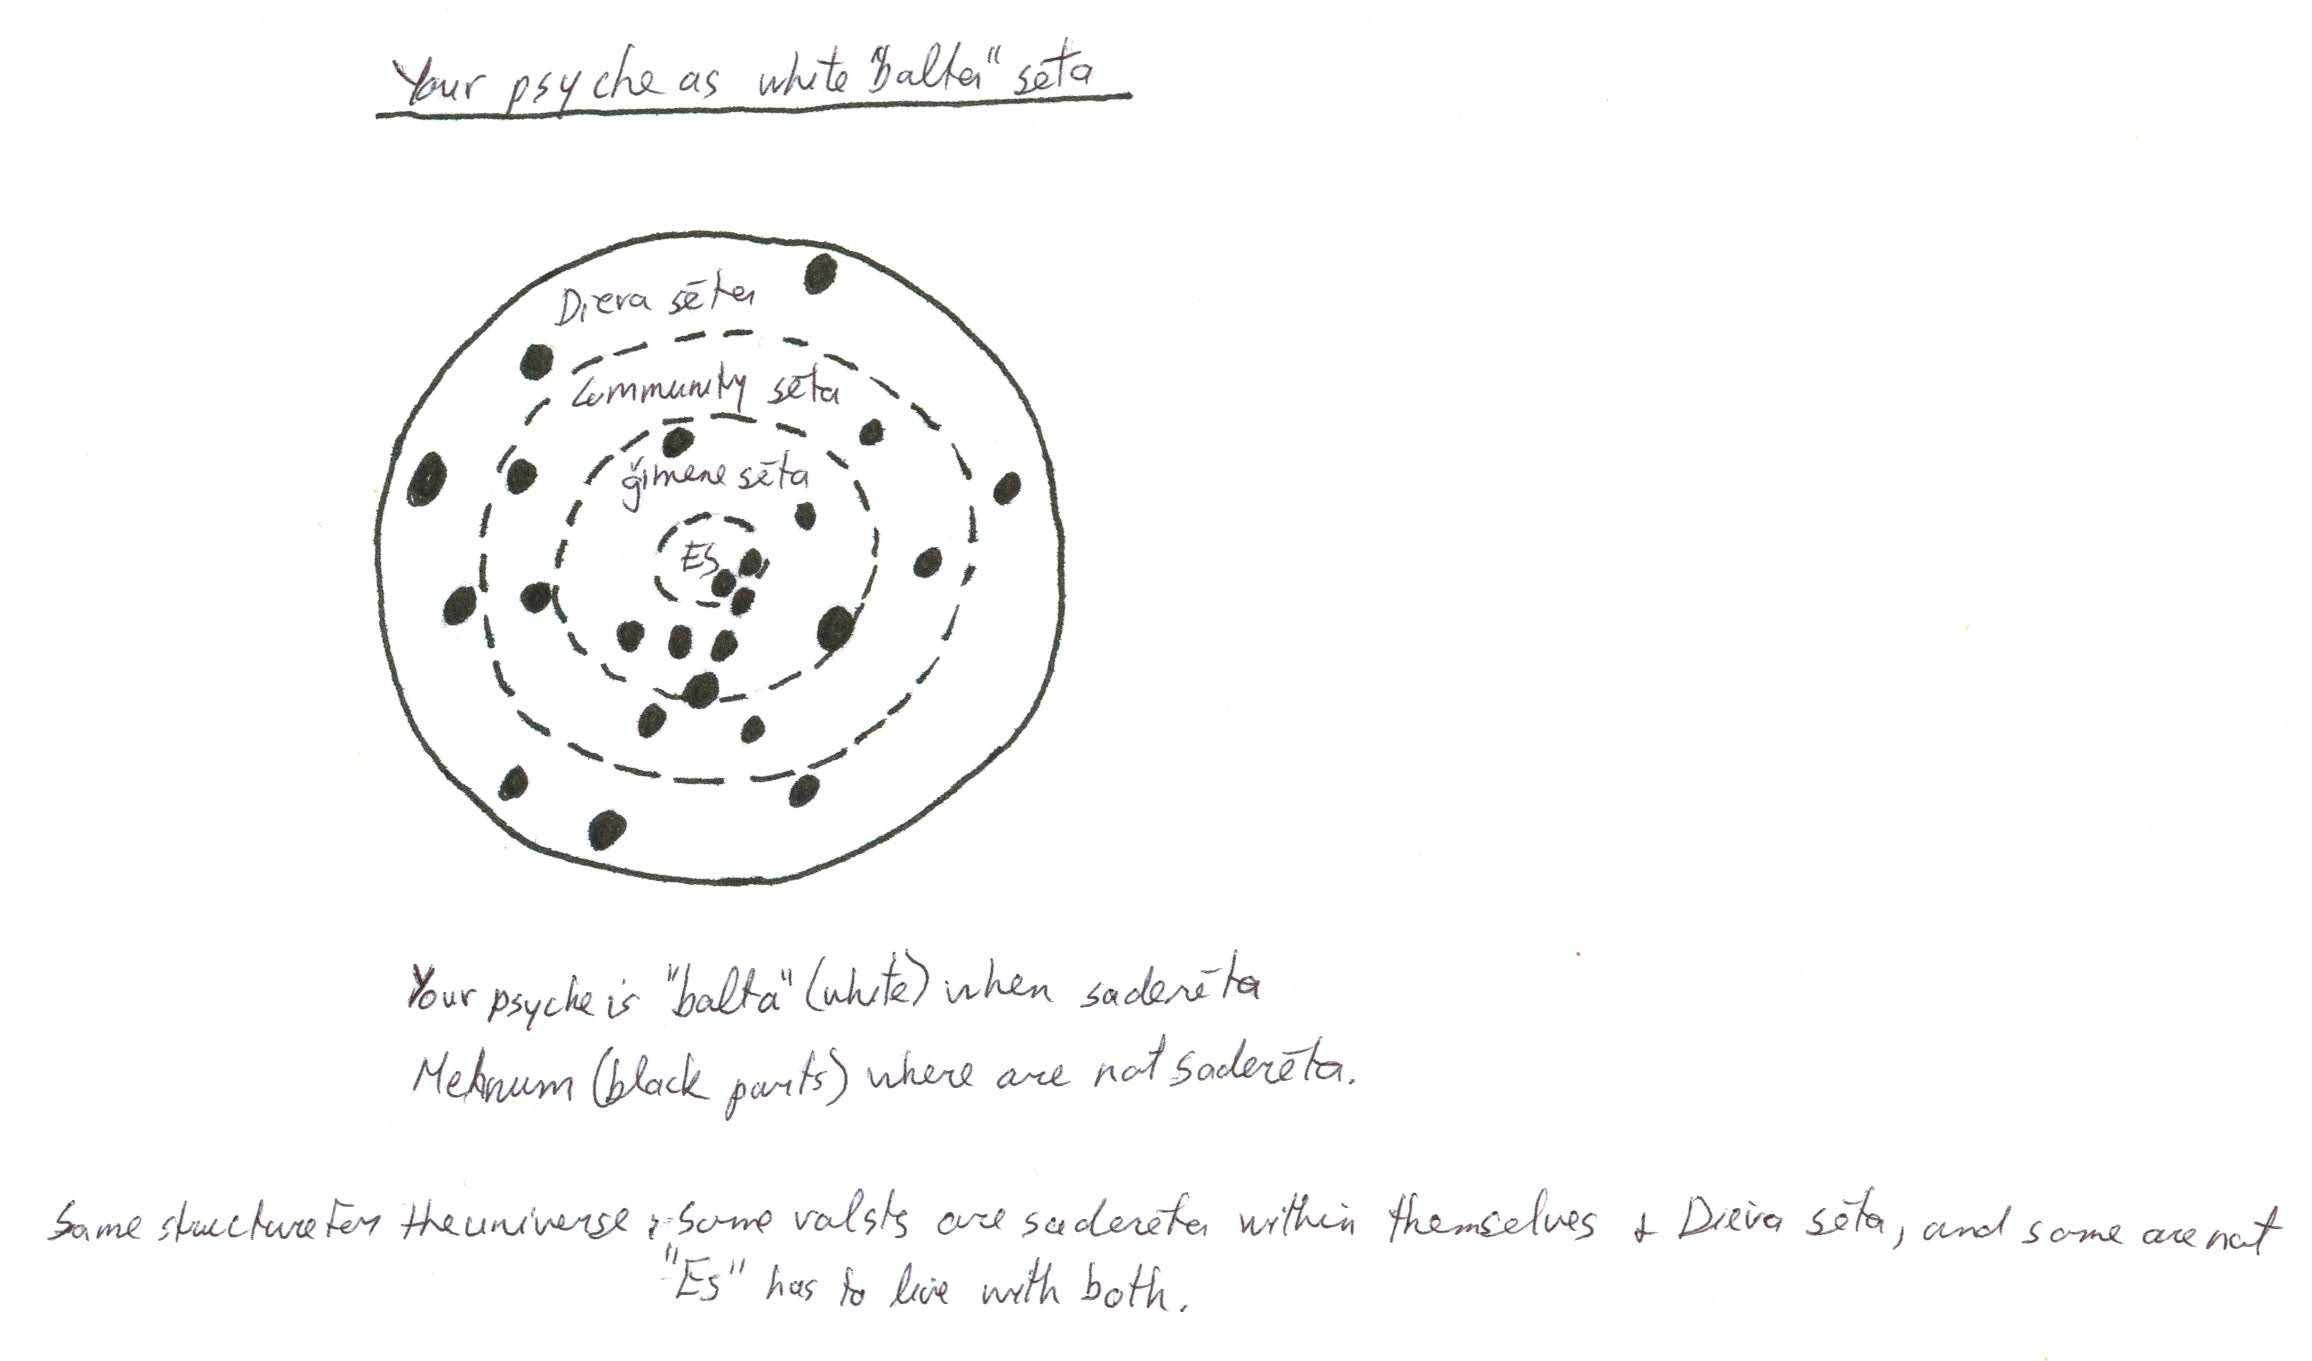 Your psyche as white "balta" sēta
Dieva sēta
Community sēta
ģimene sēta
ES
Your psyche is "balta" (white) when saderēta
Melnum (black parts) where are not saderēta.
Same structure for the universe; some valsts are saderēta within themselves + Dieva sēta, and some are not
"Es" has to live with both.